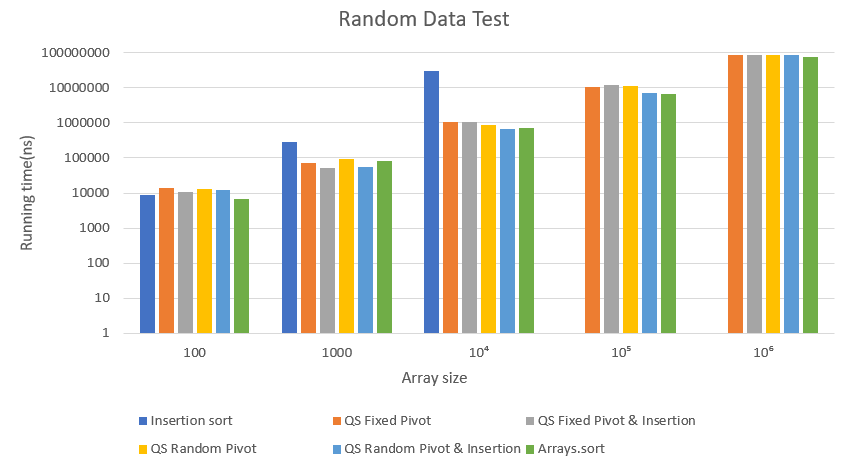 Random Data Test
100000000
10000000
1000000
100000
10000
1000
100
10
1
Running time(ns)
100 1000 10⁴ 10⁵ 10⁶
Array size
Insertion sort QS Fixed Pivot QS Fixed Pivot & Insertion
QS Random Pivot QS Random Pivot & Insertion Arrays.sort